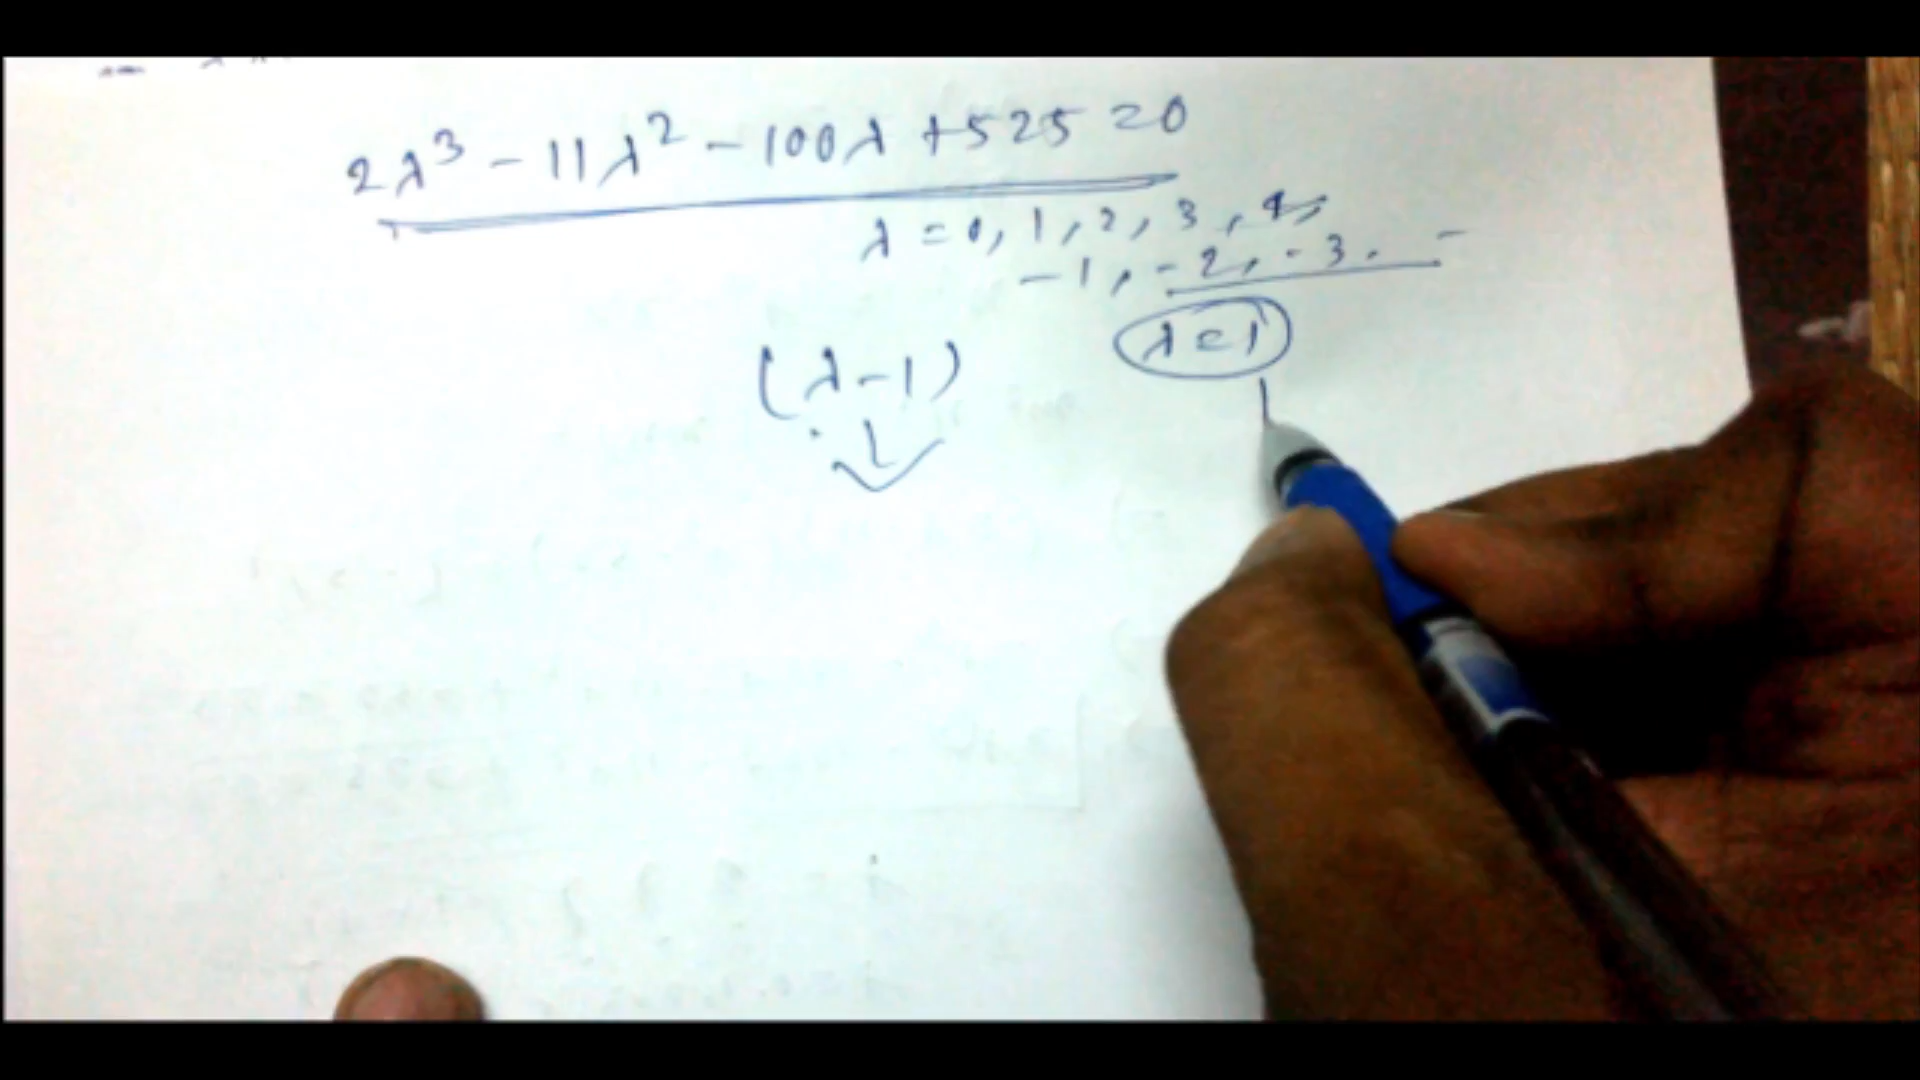 2λ³ - 11λ² - 100λ + 525 = 0
λ = 0, 1, 2, 3, 4,
-1, -2, -3. -
λ = 1
(λ - 1)